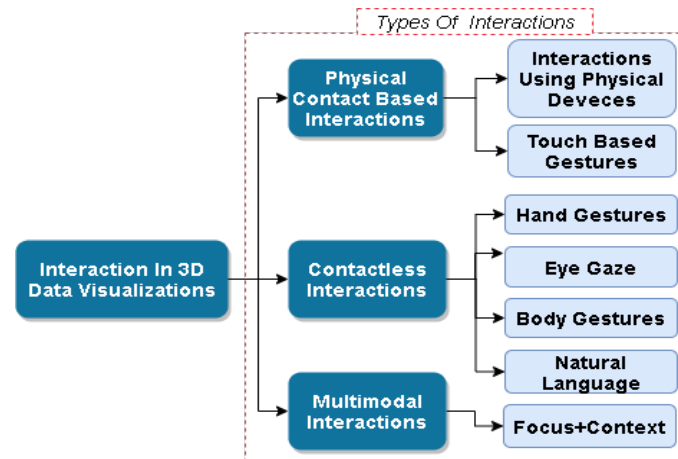 Types Of Interactions
Physical
Contact Based
Interactions
Interactions
Using Physical
Deveces
Touch Based
Gestures
Interaction In 3D
Data Visualizations
Contactless
Interactions
Hand Gestures
Eye Gaze
Body Gestures
Natural
Language
Multimodal
Interactions
Focus+Context